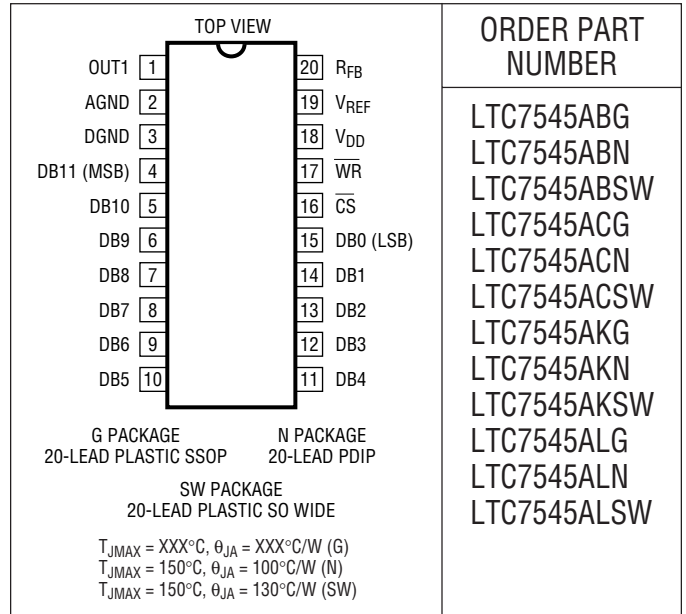 TOP VIEW
OUT1 1 20 RFB
AGND 2 19 VREF
DGND 3 18 VDD
DB11 (MSB) 4 17 WR
DB10 5 16 CS
DB9 6 15 DB0 (LSB)
DB8 7 14 DB1
DB7 8 13 DB2
DB6 9 12 DB3
DB5 10 11 DB4
G PACKAGE
20-LEAD PLASTIC SSOP
N PACKAGE
20-LEAD PDIP
SW PACKAGE
20-LEAD PLASTIC SO WIDE
TJMAX = XXX°C, θJA = XXX°C/W (G)
TJMAX = 150°C, θJA = 100°C/W (N)
TJMAX = 150°C, θJA = 130°C/W (SW)
ORDER PART
NUMBER
LTC7545ABG
LTC7545ABN
LTC7545ABSW
LTC7545ACG
LTC7545ACN
LTC7545ACSW
LTC7545AKG
LTC7545AKN
LTC7545AKSW
LTC7545ALG
LTC7545ALN
LTC7545ALSW